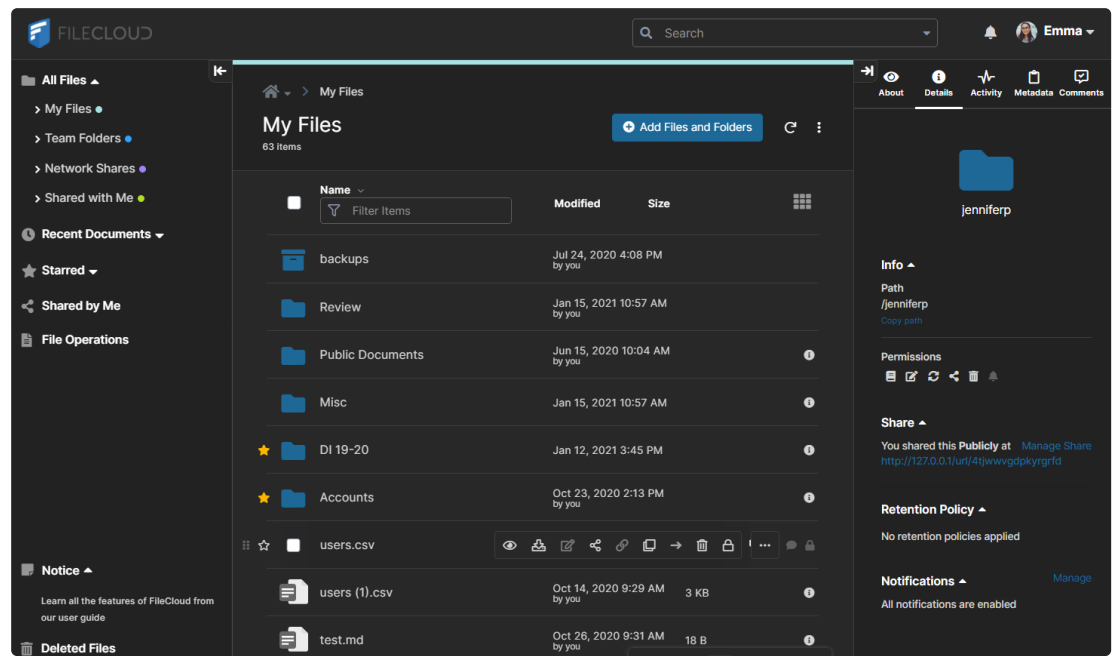 FILECLOUD
Search
Emma
All Files
My Files
Team Folders
Network Shares
Shared with Me
Recent Documents
Starred
Shared by Me
File Operations
Notice
Learn all the features of FileCloud from
our user guide
Deleted Files
My Files
My Files
63 items
Add Files and Folders
Name
Filter Items
Modified
Size
backups
Jul 24, 2020 4:08 PM
by you
Review
Jan 15, 2021 10:57 AM
by you
Public Documents
Jun 15, 2020 10:04 AM
by you
Misc
Jan 15, 2021 10:57 AM
DI 19-20
Jan 12, 2021 3:45 PM
Accounts
Oct 23, 2020 2:13 PM
by you
users.csv
users (1).csv
Oct 14, 2020 9:29 AM
by you
3 KB
test.md
Oct 26, 2020 9:31 AM
by you
18 B
About
Details
Activity
Metadata
Comments
jenniferp
Info
Path
/jenniferp
Copy path
Permissions
Share
You shared this Publicly at
Manage Share
http://127.0.0.1/url/4tjwwvgdpkyrgrfd
Retention Policy
No retention policies applied
Notifications
Manage
All notifications are enabled